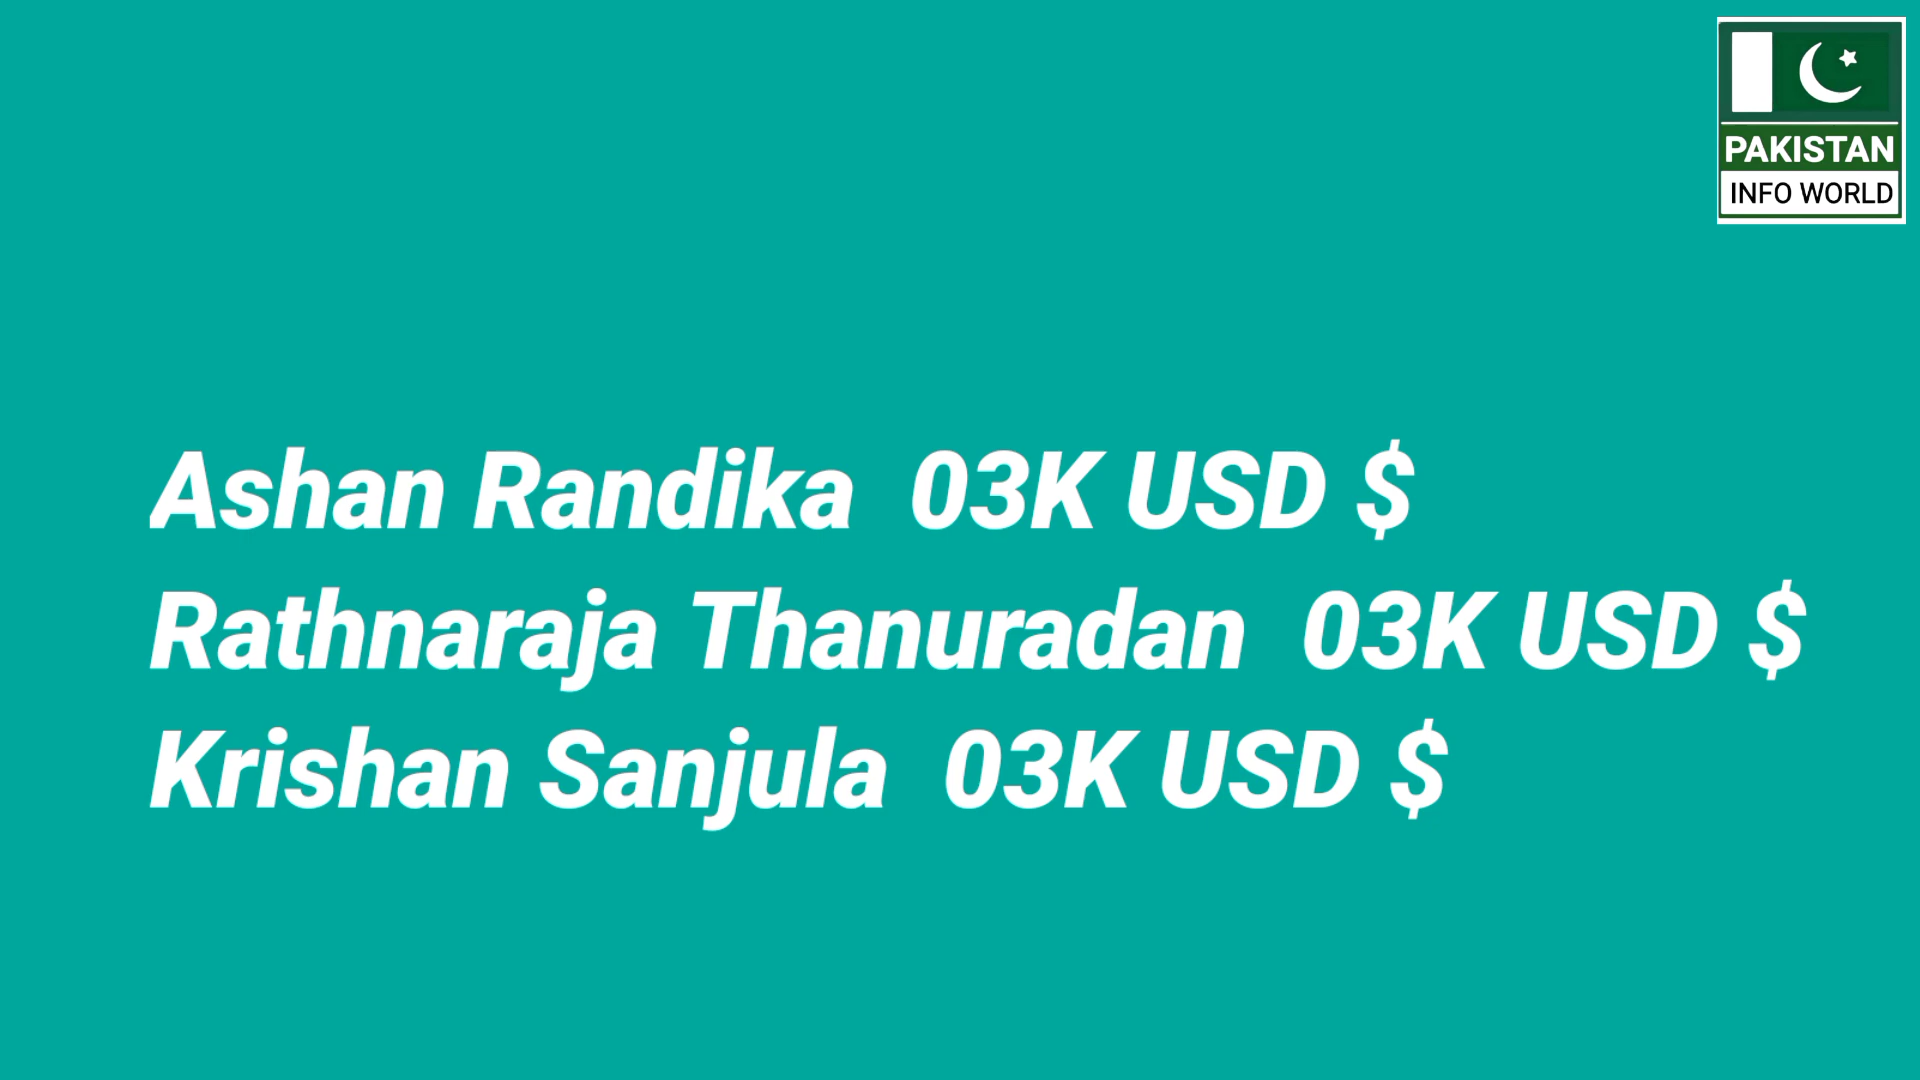 PAKISTAN
INFO WORLD
Ashan Randika 03K USD $
Rathnaraja Thanuradan 03K USD $
Krishan Sanjula 03K USD $